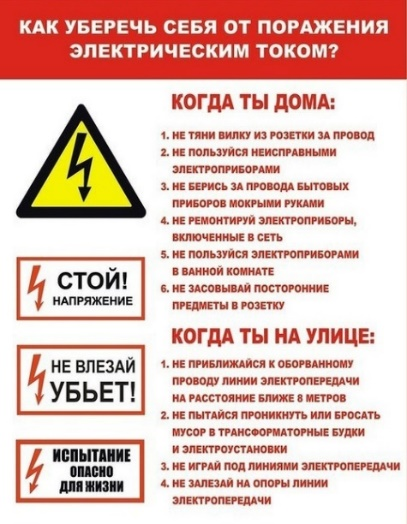 КАК УБЕРЕЧЬ СЕБЯ ОТ ПОРАЖЕНИЯ
ЭЛЕКТРИЧЕСКИМ ТОКОМ?
КОГДА ТЫ ДОМА:
1. НЕ ТЯНИ ВИЛКУ ИЗ РОЗЕТКИ ЗА ПРОВОД
2. НЕ ПОЛЬЗУЙСЯ НЕИСПРАВНЫМИ
ЭЛЕКТРОПРИБОРАМИ
3. НЕ БЕРИСЬ ЗА ПРОВОДА БЫТОВЫХ
ПРИБОРОВ МОКРЫМИ РУКАМИ
4. НЕ РЕМОНТИРУЙ ЭЛЕКТРОПРИБОРЫ,
ВКЛЮЧЕННЫЕ В СЕТЬ
5. НЕ ПОЛЬЗУЙСЯ ЭЛЕКТРОПРИБОРАМИ
В ВАННОЙ КОМНАТЕ
6. НЕ ЗАСОВЫВАЙ ПОСТОРОННИЕ
ПРЕДМЕТЫ В РОЗЕТКУ
СТОЙ!
НАПРЯЖЕНИЕ
НЕ ВЛЕЗАЙ
УБЬЕТ!
ИСПЫТАНИЕ
ОПАСНО
ДЛЯ ЖИЗНИ
КОГДА ТЫ НА УЛИЦЕ:
1. НЕ ПРИБЛИЖАЙСЯ К ОБОРВАННОМУ
ПРОВОДУ ЛИНИИ ЭЛЕКТРОПЕРЕДАЧИ
НА РАССТОЯНИЕ БЛИЖЕ 8 МЕТРОВ
2. НЕ ПЫТАЙСЯ ПРОНИКНУТЬ ИЛИ БРОСАТЬ
МУСОР В ТРАНСФОРМАТОРНЫЕ БУДКИ
И ЭЛЕКТРОУСТАНОВКИ
3. НЕ ИГРАЙ ПОД ЛИНИЯМИ ЭЛЕКТРОПЕРЕДАЧИ
4. НЕ ЗАЛЕЗАЙ НА ОПОРЫ ЛИНИИ
ЭЛЕКТРОПЕРЕДАЧИ